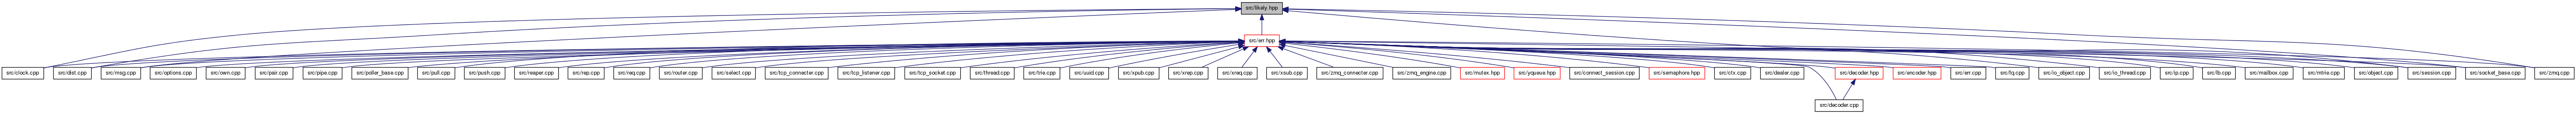 src/likely.hpp
src/err.hpp
src/clock.cpp
src/dist.cpp
src/msg.cpp
src/options.cpp
src/own.cpp
src/pair.cpp
src/pipe.cpp
src/poller_base.cpp
src/pull.cpp
src/push.cpp
src/reaper.cpp
src/rep.cpp
src/req.cpp
src/router.cpp
src/select.cpp
src/tcp_connecter.cpp
src/tcp_listener.cpp
src/tcp_socket.cpp
src/thread.cpp
src/trie.cpp
src/uuid.cpp
src/xpub.cpp
src/xrep.cpp
src/xreq.cpp
src/xsub.cpp
src/zmq_connecter.cpp
src/zmq_engine.cpp
src/mutex.hpp
src/yqueue.hpp
src/connect_session.cpp
src/semaphore.hpp
src/ctx.cpp
src/dealer.cpp
src/decoder.hpp
src/encoder.hpp
src/err.cpp
src/fq.cpp
src/io_object.cpp
src/io_thread.cpp
src/ip.cpp
src/lb.cpp
src/mailbox.cpp
src/mtrie.cpp
src/object.cpp
src/session.cpp
src/socket_base.cpp
src/zmq.cpp
src/decoder.cpp